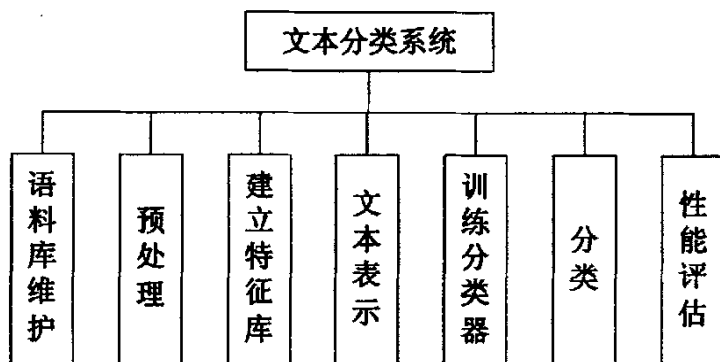 文本分类系统
语料库维护
预处理
建立特征库
文本表示
训练分类器
分类
性能评估